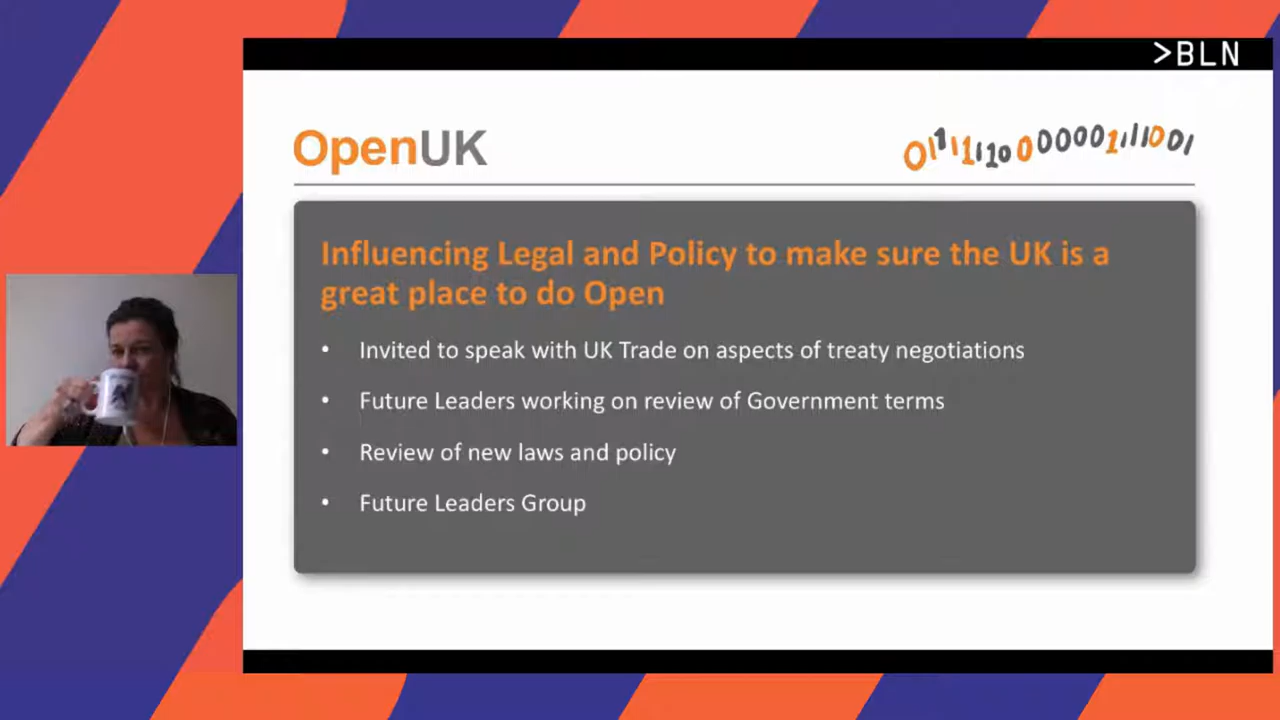 >BLN
OpenUK
Influencing Legal and Policy to make sure the UK is a
great place to do Open
• Invited to speak with UK Trade on aspects of treaty negotiations
• Future Leaders working on review of Government terms
• Review of new laws and policy
• Future Leaders Group